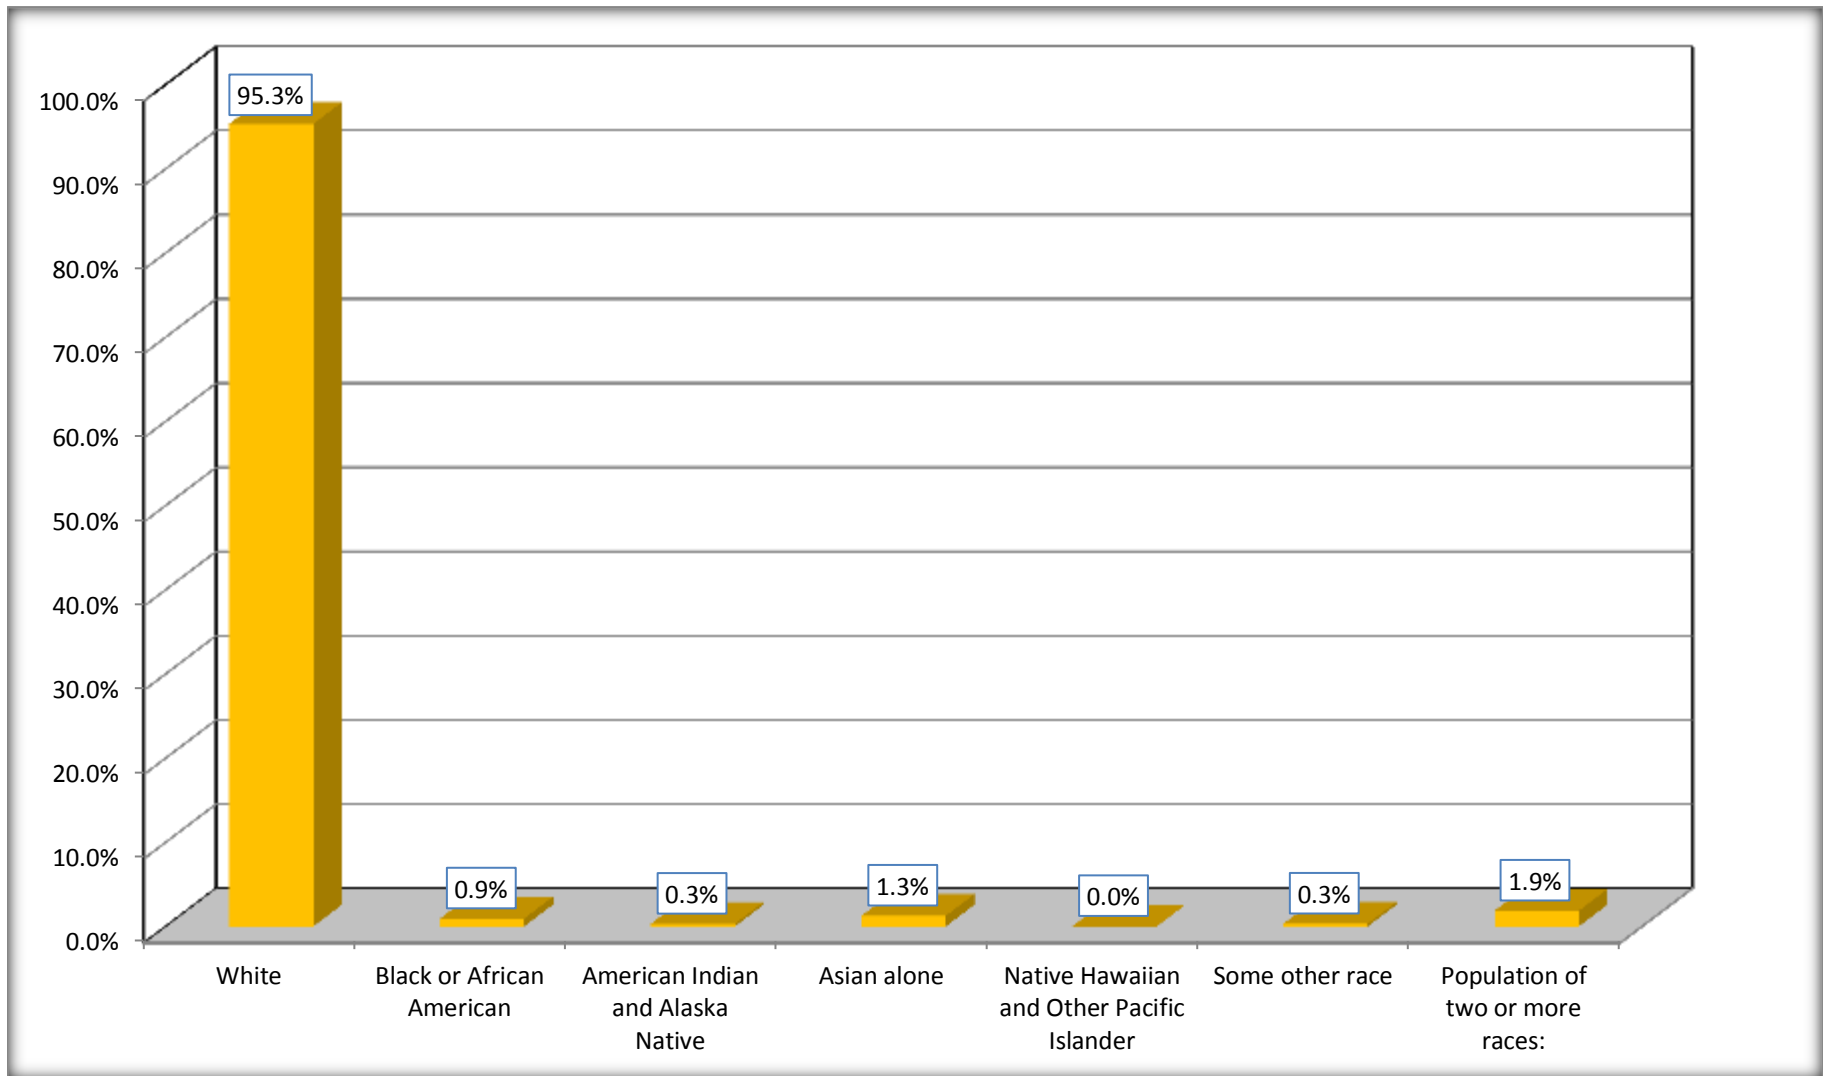 100.0%
90.0%
80.0%
70.0%
60.0%
50.0%
40.0%
30.0%
20.0%
10.0%
0.0%
95.3%
0.9%
0.3%
1.3%
0.0%
0.3%
1.9%
White
Black or African
American
American Indian
and Alaska
Native
Asian alone
Native Hawaiian
and Other Pacific
Islander
Some other race
Population of
two or more
races: